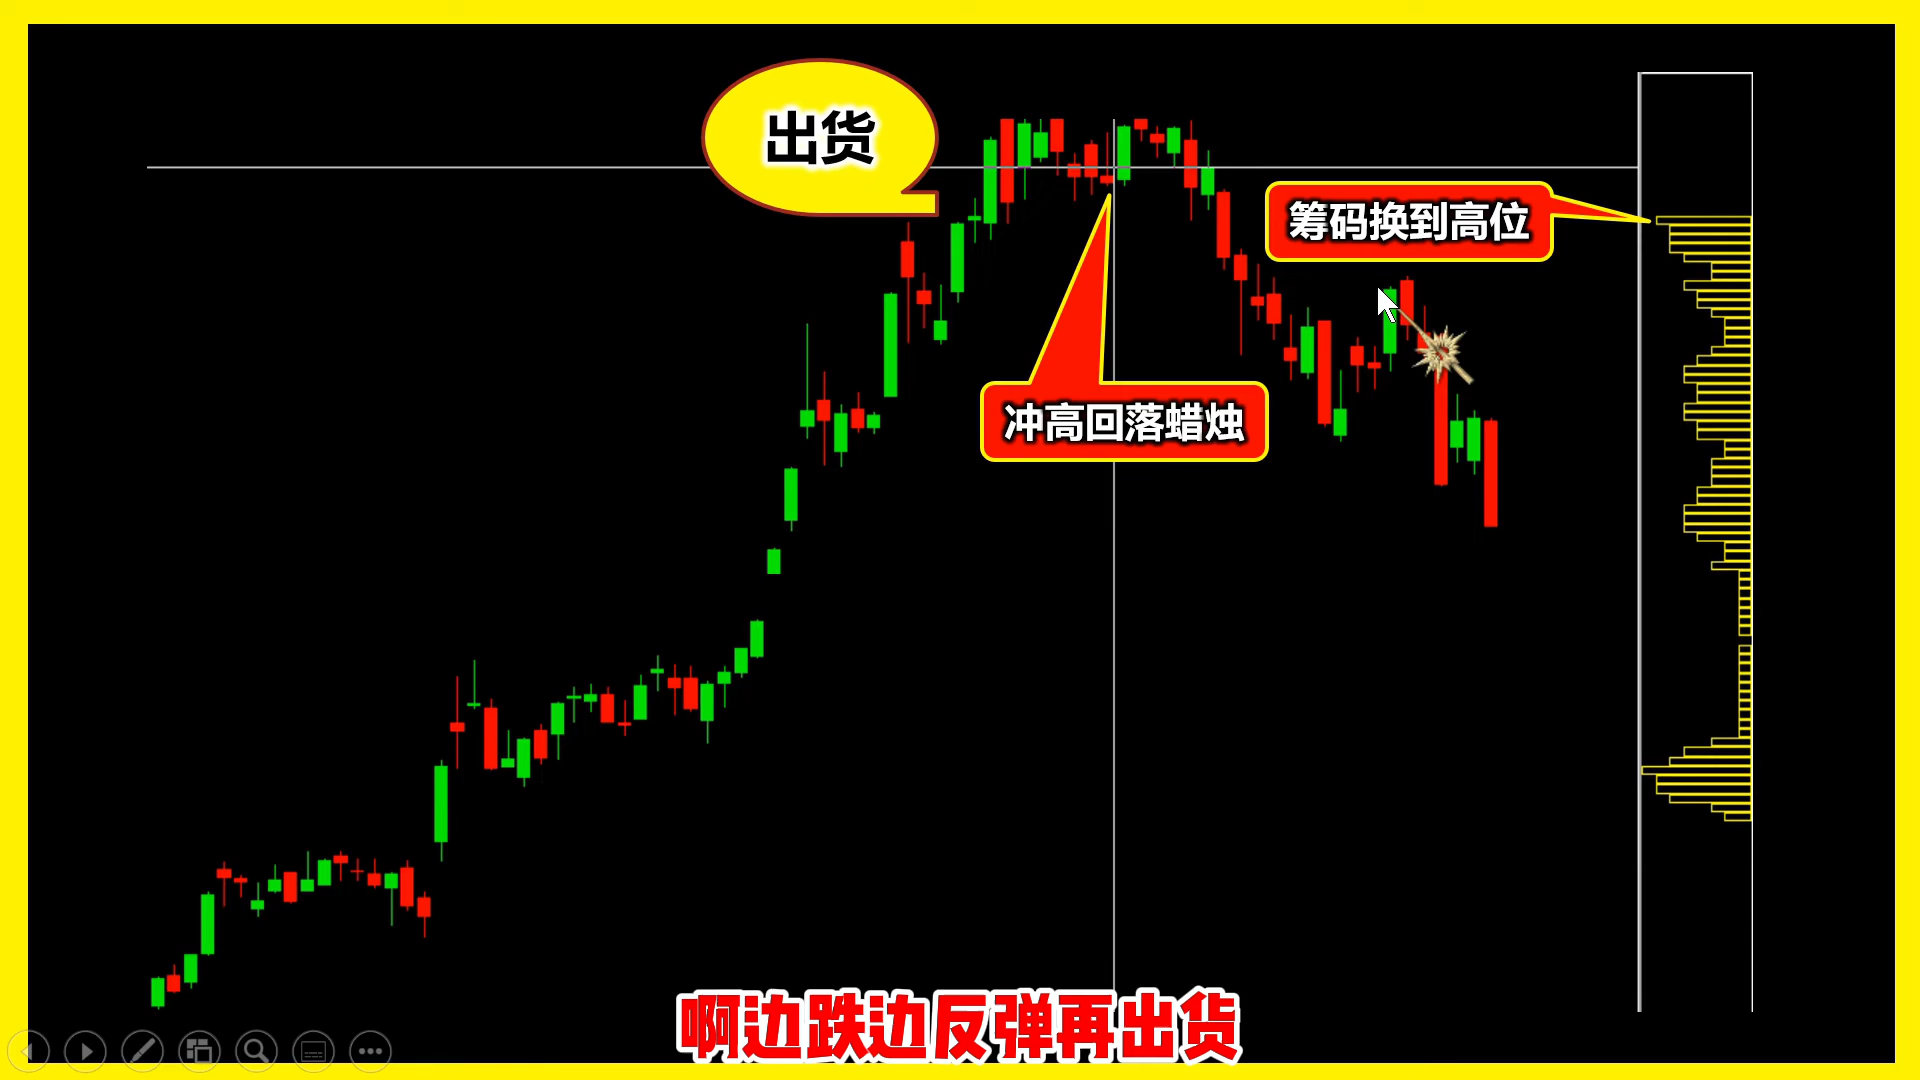 出货
筹码换到高位
冲高回落蜡烛
啊边跌边反弹再出货